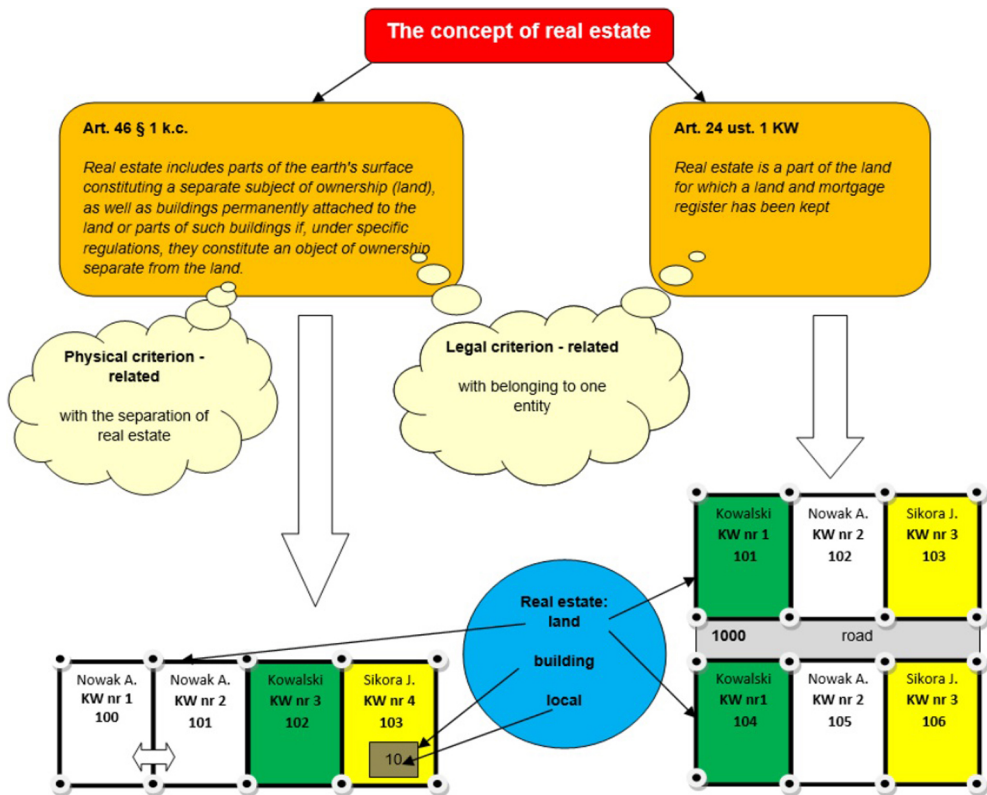 The concept of real estate
Art. 46 § 1 k.c.
Real estate includes parts of the earth's surface
constituting a separate subject of ownership (land),
as well as buildings permanently attached to the
land or parts of such buildings if, under specific
regulations, they constitute an object of ownership
separate from the land.
Art. 24 ust. 1 KW
Real estate is a part of the land
for which a land and mortgage
register has been kept
Physical criterion -
related
with the separation of
real estate
Legal criterion - related
with belonging to one
entity
Kowalski
KW nr 1
101
Nowak A.
KW nr 2
102
Sikora J.
KW nr 3
103
1000 road
Kowalski
KW nr1
104
Nowak A.
KW nr 2
105
Sikora J.
KW nr 3
106
Real estate:
land
building
local
Nowak A.
KW nr 1
100
Nowak A.
KW nr 2
101
Kowalski
KW nr 3
102
Sikora J.
KW nr 4
103
10